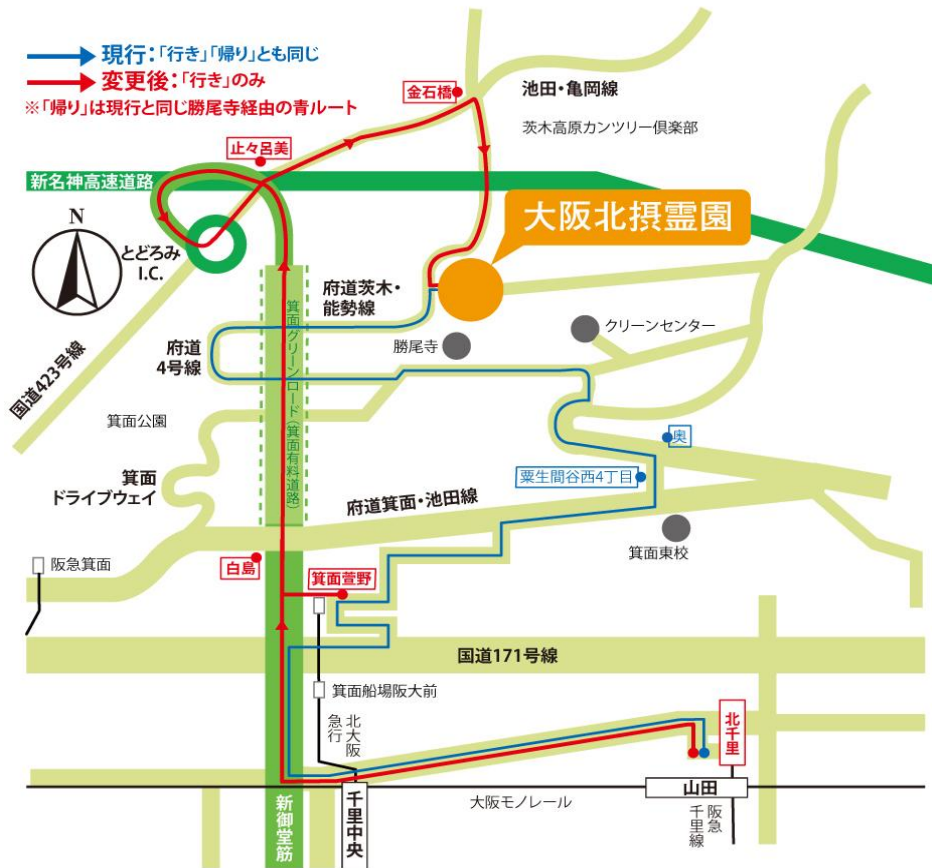 現行：「行き」「帰り」とも同じ
変更後：「行き」のみ
※「帰り」は現行と同じ勝尾寺経由の青ルート
金石橋
池田・亀岡線
茨木高原カンツリー倶楽部
止々呂美
新名神高速道路
大阪北摂霊園
N
とどろみ
I.C.
府道茨木・
能勢線
箕面グリーンロード（箕面有料道路）
クリーンセンター
勝尾寺
府道
4号線
国道423号線
箕面公園
奥
粟生間谷西4丁目
箕面
ドライブウェイ
府道箕面・池田線
箕面東校
阪急箕面
白島
箕面萱野
国道171号線
箕面船場阪大前
北大阪
急行
北千里
山田
大阪モノレール
千里中央
新御堂筋
阪急
千里線